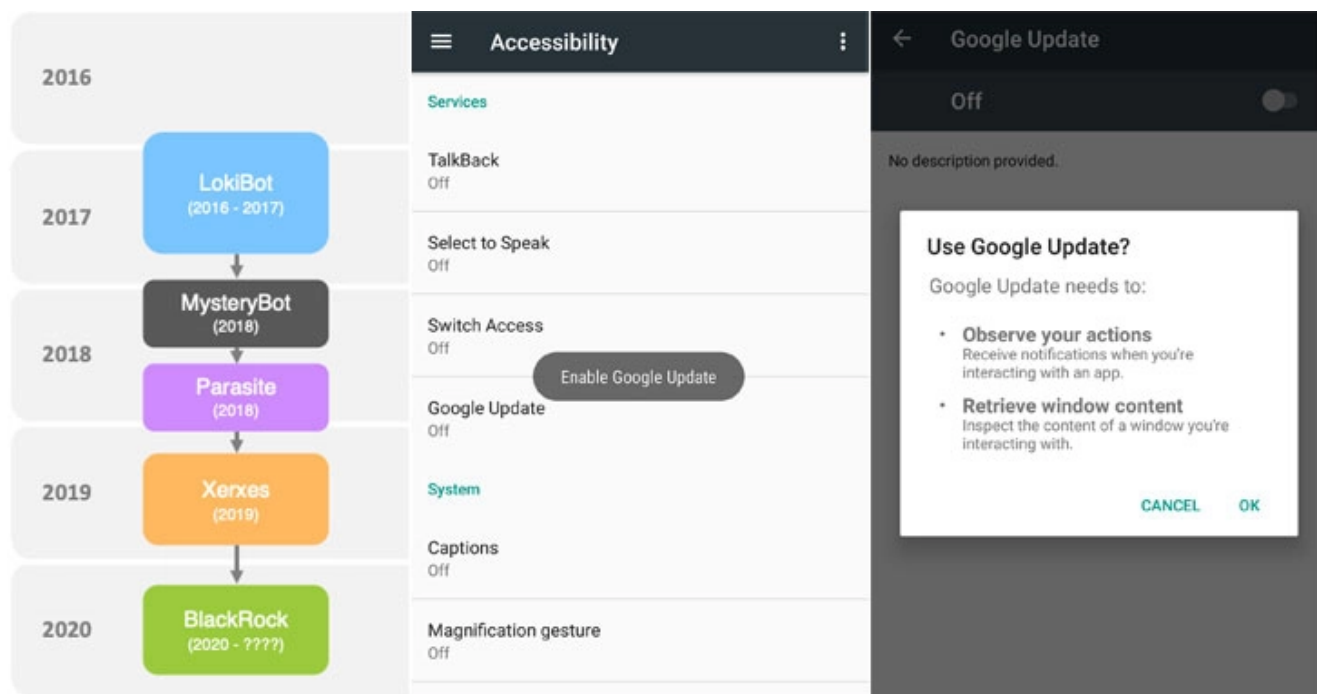 2016
2017
2018
2019
2020
LokiBot
(2016 - 2017)
MysteryBot
(2018)
Parasite
(2018)
Xerxes
(2019)
BlackRock
(2020 - ????)
Accessibility
Services
TalkBack
Off
Select to Speak
Off
Switch Access
Off
Enable Google Update
Google Update
Off
System
Captions
Off
Magnification gesture
Off
Google Update
Off
No description provided.
Use Google Update?
Google Update needs to:
• Observe your actions
Receive notifications when you're
interacting with an app.
• Retrieve window content
Inspect the content of a window you're
interacting with.
CANCEL OK